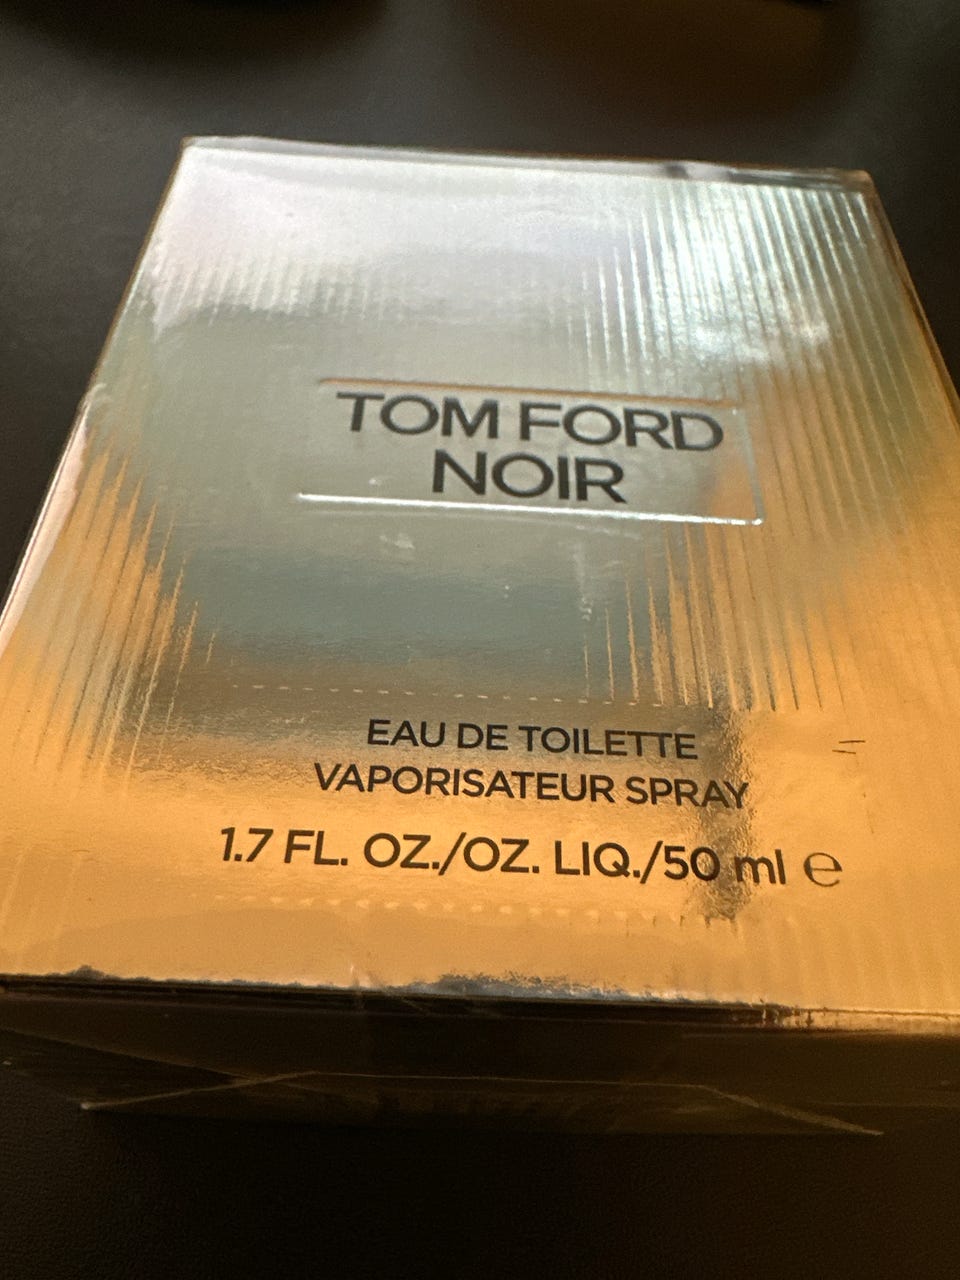 TOM FORD
NOIR
EAU DE TOILETTE
VAPORISATEUR SPRAY
1.7 FL. OZ./OZ. LIQ./50 ml ℮